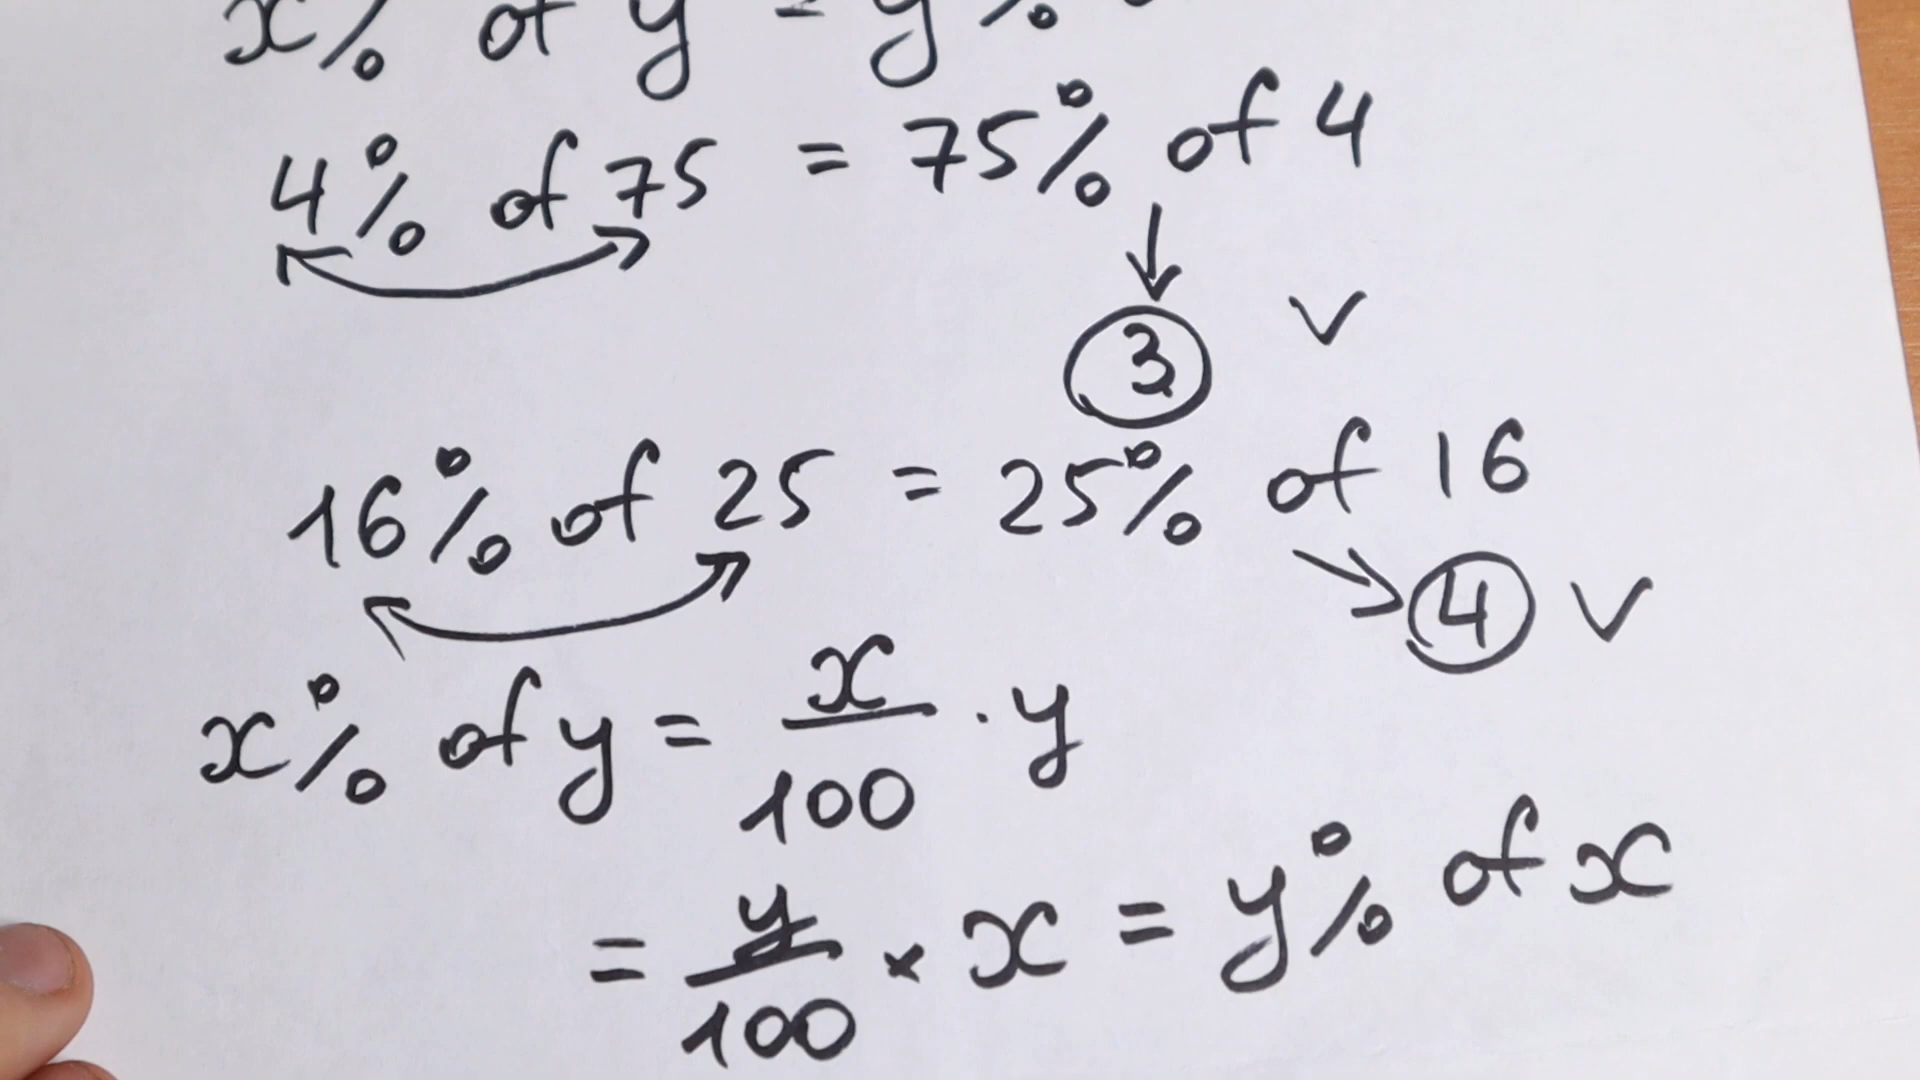 x% of y = y%
4% of 75 = 75% of 4
3 ✓
16% of 25 = 25% of 16
4 ✓
x% of y = x/100 · y
= y/100 × x = y% of x